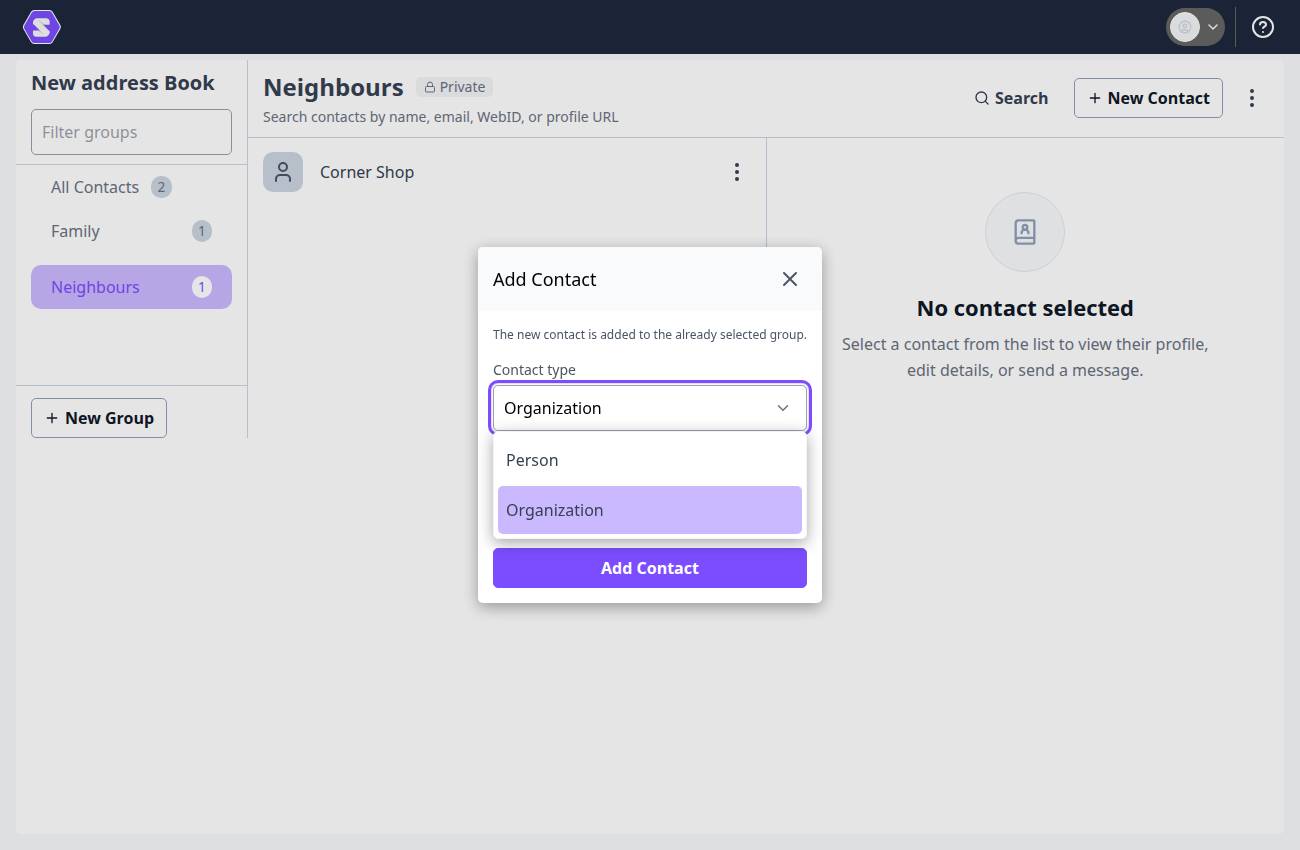 New address Book
Filter groups
All Contacts 2
Family 1
Neighbours 1
+ New Group
Neighbours Private
Search contacts by name, email, WebID, or profile URL
Search
+ New Contact
Corner Shop
Add Contact
The new contact is added to the already selected group.
Contact type
Organization
Person
Organization
Add Contact
No contact selected
Select a contact from the list to view their profile,
edit details, or send a message.